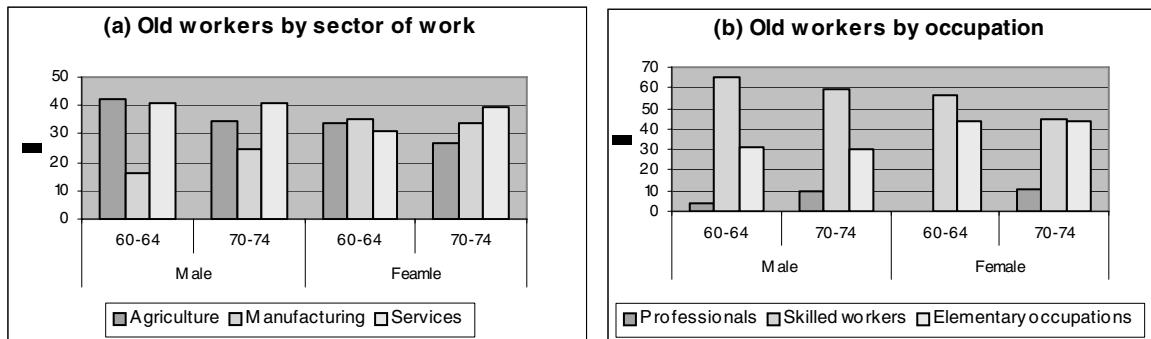 (a) Old workers by sector of work
50
40
30
20
10
0
60-64 70-74 60-64 70-74
Male Feamle
Agriculture Manufacturing Services
(b) Old workers by occupation
70
60
50
40
30
20
10
0
60-64 70-74 60-64 70-74
Male Female
Professionals Skilled workers Elementary occupations